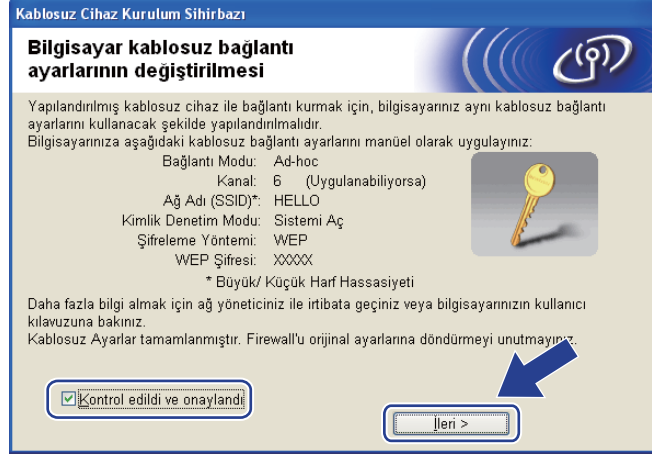 Kablosuz Cihaz Kurulum Sihirbazı
Bilgisayar kablosuz bağlantı
ayarlarının değiştirilmesi
Yapılandırılmış kablosuz cihaz ile bağlantı kurmak için, bilgisayarınız aynı kablosuz bağlantı
ayarlarını kullanacak şekilde yapılandırılmalıdır.
Bilgisayarınıza aşağıdaki kablosuz bağlantı ayarlarını manüel olarak uygulayınız:
Bağlantı Modu: Ad-hoc
Kanal: 6 (Uygulanabiliyorsa)
Ağ Adı (SSID)*: HELLO
Kimlik Denetim Modu: Sistemi Aç
Şifreleme Yöntemi: WEP
WEP Şifresi: XXXXX
* Büyük/ Küçük Harf Hassasiyeti
Daha fazla bilgi almak için ağ yöneticiniz ile irtibata geçiniz veya bilgisayarınızın kullanıcı
kılavuzuna bakınız.
Kablosuz Ayarlar tamamlanmıştır. Firewall'u orijinal ayarlarına döndürmeyi unutmayınız.
Kontrol edildi ve onaylandı
İleri >